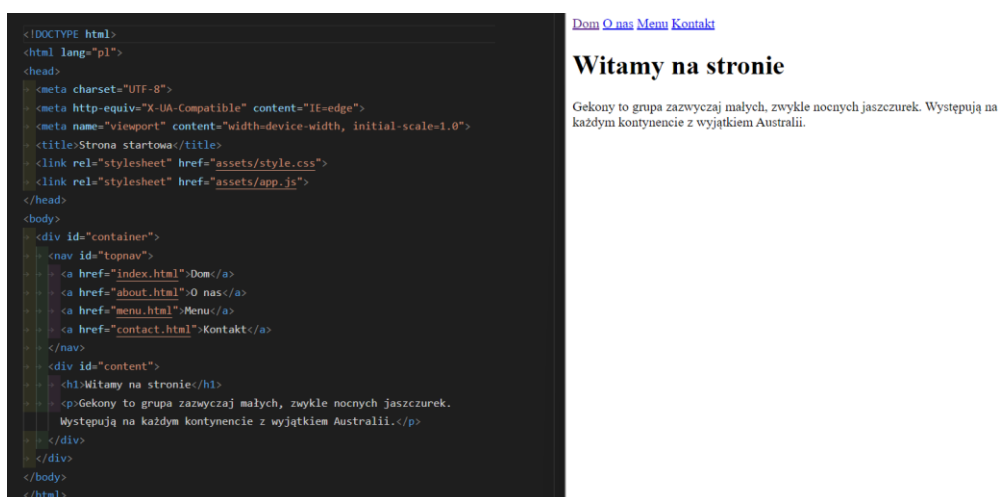 <!DOCTYPE html>
<html lang="pl">
<head>
<meta charset="UTF-8">
<meta http-equiv="X-UA-Compatible" content="IE=edge">
<meta name="viewport" content="width=device-width, initial-scale=1.0">
<title>Strona startowa</title>
<link rel="stylesheet" href="assets/style.css">
<link rel="stylesheet" href="assets/app.js">
</head>
<body>
<div id="container">
<nav id="topnav">
<a href="index.html">Dom</a>
<a href="about.html">O nas</a>
<a href="menu.html">Menu</a>
<a href="contact.html">Kontakt</a>
</nav>
<div id="content">
<h1>Witamy na stronie</h1>
<p>Gekony to grupa zazwyczaj małych, zwykle nocnych jaszczurek.
Występują na każdym kontynencie z wyjątkiem Australii.</p>
</div>
</div>
</body>
</html>
Dom O nas Menu Kontakt
Witamy na stronie
Gekony to grupa zazwyczaj małych, zwykle nocnych jaszczurek. Występują na
każdym kontynencie z wyjątkiem Australii.